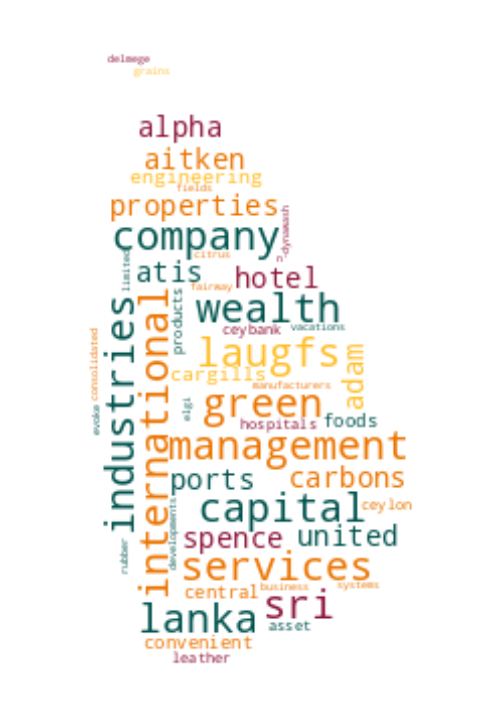 delmege
grains
alpha
aitken
engineering
fields
properties
dynawash
company
citrus
n
limited
atis
hotel
fairway
wealth
products
industries
international
ceybank
vacations
consolidated
laugfs
adam
cargills
manufacturers
green
elgi
evoke
hospitals
foods
management
ports
carbons
capital
ceylon
developments
spence
united
rubber
services
central
business
systems
lanka
sri
asset
convenient
leather